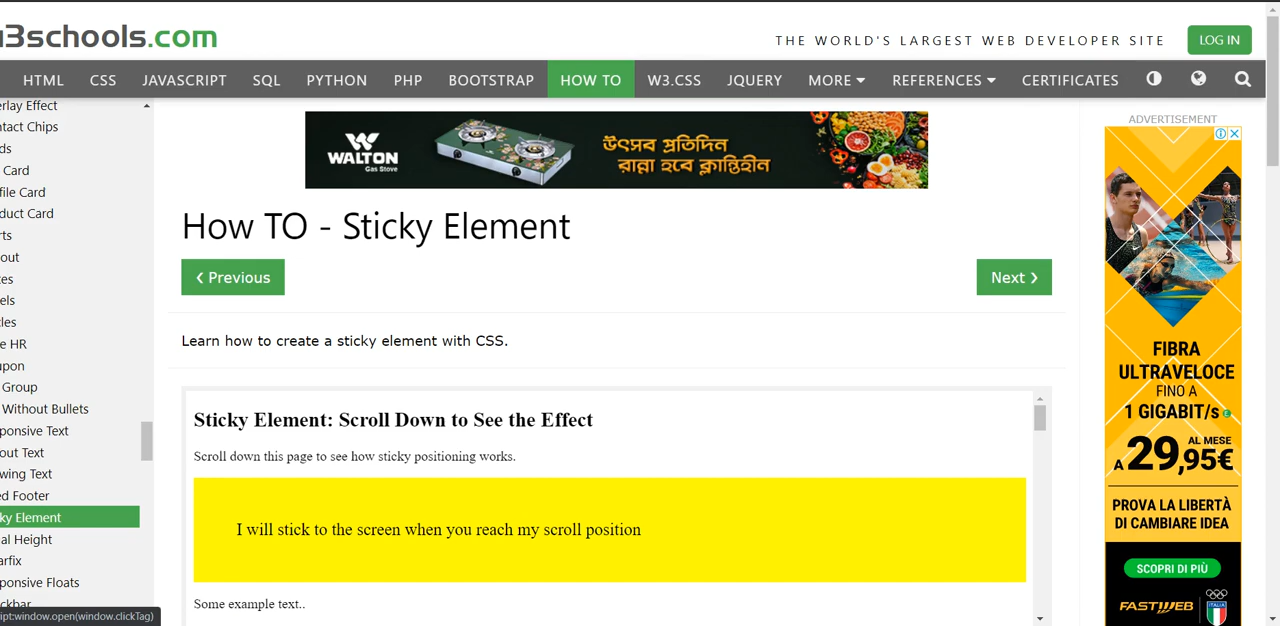 3schools.com
THE WORLD'S LARGEST WEB DEVELOPER SITE
LOG IN
HTML CSS JAVASCRIPT SQL PYTHON PHP BOOTSTRAP HOW TO W3.CSS JQUERY MORE REFERENCES CERTIFICATES
erlay Effect
ntact Chips
ds
Card
file Card
duct Card
rts
out
es
els
les
e HR
upon
Group
Without Bullets
ponsive Text
out Text
wing Text
ed Footer
ky Element
al Height
arfix
ponsive Floats
ckbar
ipt:window.open(window.clickTag)
WALTON
Gas Stove
উৎসব প্রতিদিন
রান্না হবে ক্লান্তিহীন
How TO - Sticky Element
❮ Previous
Next ❯
Learn how to create a sticky element with CSS.
Sticky Element: Scroll Down to See the Effect
Scroll down this page to see how sticky positioning works.
I will stick to the screen when you reach my scroll position
Some example text..
ADVERTISEMENT
FIBRA
ULTRAVELOCE
FINO A
1 GIGABIT/s
A 29,95€ AL MESE
PROVA LA LIBERTÀ
DI CAMBIARE IDEA
SCOPRI DI PIÙ
FASTWEB
ITALIA